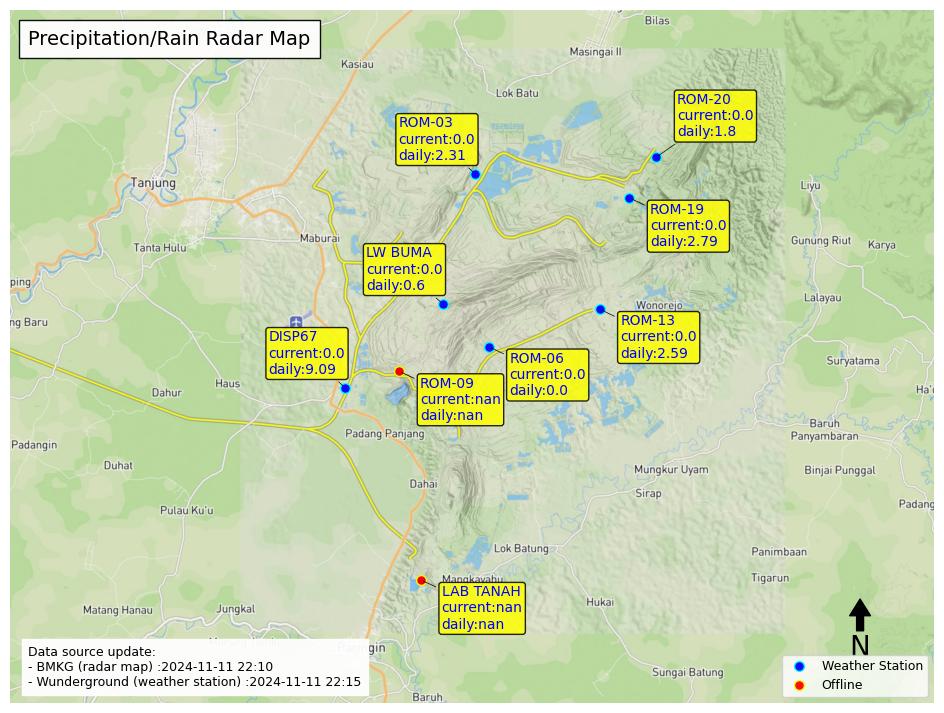 Precipitation/Rain Radar Map
Bilas
Masingai II
Kasiau
Lok Batu
ROM-20
current:0.0
daily:1.8
ROM-03
current:0.0
daily:2.31
Tanjung
Liyu
ROM-19
current:0.0
daily:2.79
Maburai
Tanta Hulu
Gunung Riut
Karya
LW BUMA
current:0.0
daily:0.6
ping
Lalayau
Wonorejo
ng Baru
ROM-13
current:0.0
daily:2.59
DISP67
current:0.0
daily:9.09
ROM-06
current:0.0
daily:0.0
Suryatama
Haus
Dahur
ROM-09
current:nan
daily:nan
Ha
Baruh
Panyambaran
Padang Panjang
Padangin
Duhat
Mungkur Uyam
Binjai Punggal
Dahai
Sirap
Padang
Pulau Ku'u
Lok Batung
Panimbaan
Mangkayahu
Tigarun
LAB TANAH
current:nan
daily:nan
Hukai
Matang Hanau
Jungkal
N
Data source update:
- BMKG (radar map) :2024-11-11 22:10
- Wunderground (weather station) :2024-11-11 22:15
Sungai Batung
Baruh
Weather Station
Offline